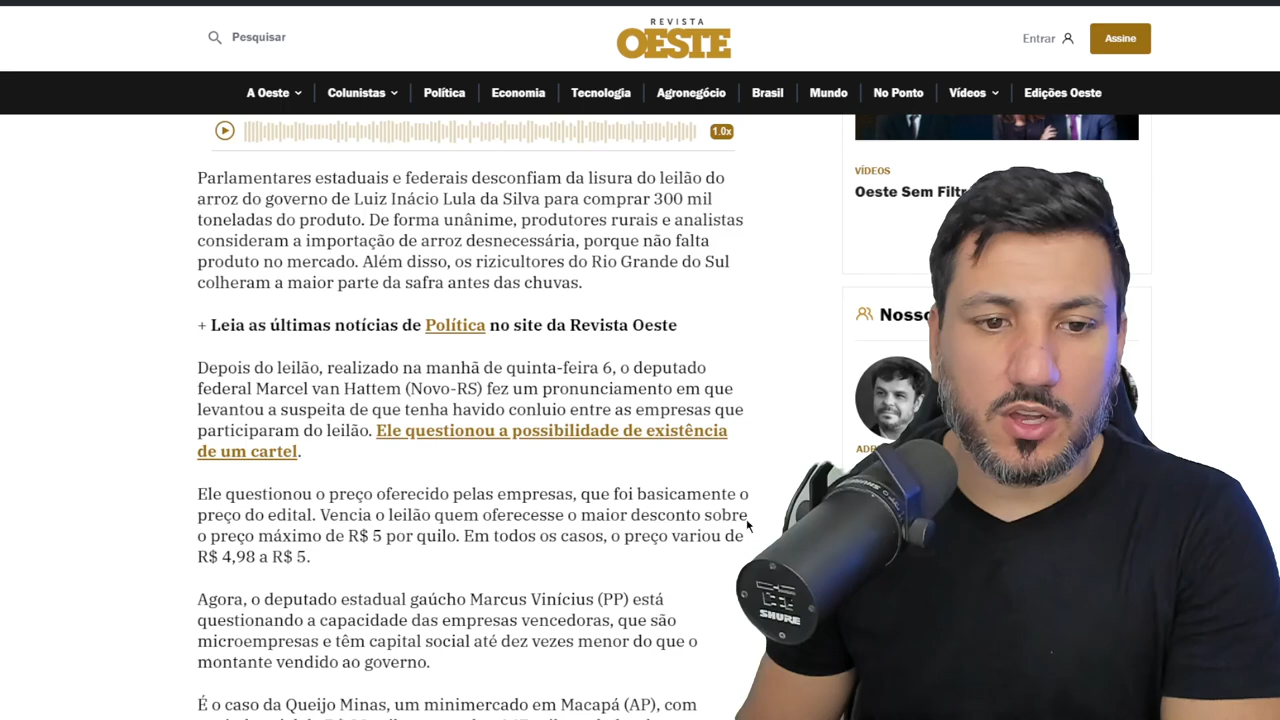 Pesquisar
REVISTA
OESTE
Entrar
Assine
A Oeste
Colunistas
Política
Economia
Tecnologia
Agronegócio
Brasil
Mundo
No Ponto
Vídeos
Edições Oeste
1.0x
Parlamentares estaduais e federais desconfiam da lisura do leilão do
arroz do governo de Luiz Inácio Lula da Silva para comprar 300 mil
toneladas do produto. De forma unânime, produtores rurais e analistas
consideram a importação de arroz desnecessária, porque não falta
produto no mercado. Além disso, os rizicultores do Rio Grande do Sul
colheram a maior parte da safra antes das chuvas.
+ Leia as últimas notícias de Política no site da Revista Oeste
Depois do leilão, realizado na manhã de quinta-feira 6, o deputado
federal Marcel van Hattem (Novo-RS) fez um pronunciamento em que
levantou a suspeita de que tenha havido conluio entre as empresas que
participaram do leilão. Ele questionou a possibilidade de existência
de um cartel.
Ele questionou o preço oferecido pelas empresas, que foi basicamente o
preço do edital. Vencia o leilão quem oferecesse o maior desconto sobre
o preço máximo de R$ 5 por quilo. Em todos os casos, o preço variou de
R$ 4,98 a R$ 5.
Agora, o deputado estadual gaúcho Marcus Vinícius (PP) está
questionando a capacidade das empresas vencedoras, que são
microempresas e têm capital social até dez vezes menor do que o
montante vendido ao governo.
É o caso da Queijo Minas, um minimercado em Macapá (AP), com
VÍDEOS
Oeste Sem Filtr
Nosso
SHURE